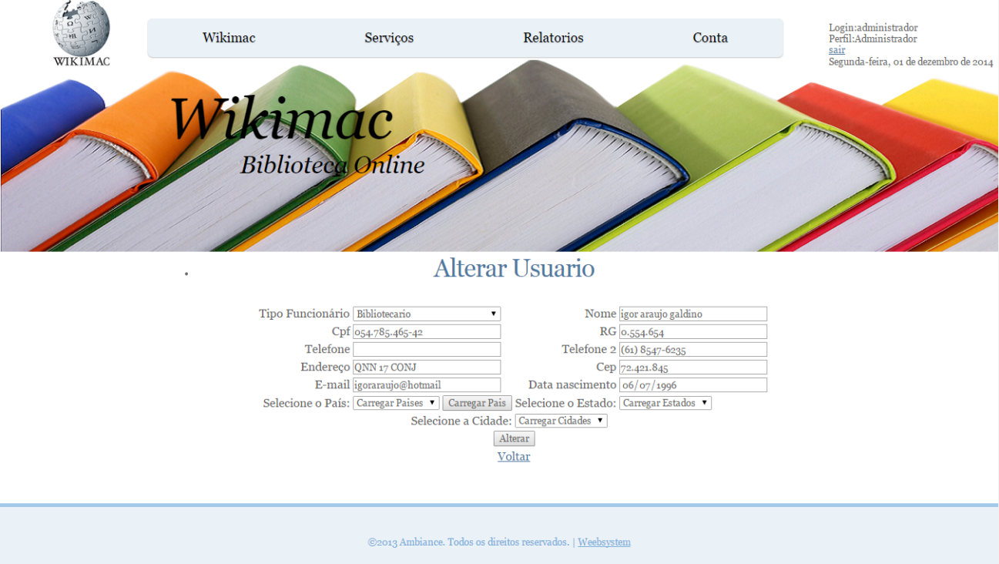 WIKIMAC
Wikimac Serviços Relatorios Conta
Login:administrador
Perfil:Administrador
sair
Segunda-feira, 01 de dezembro de 2014
Wikimac
Biblioteca Online
Alterar Usuario
Tipo Funcionário Bibliotecario Nome igor araujo galdino
Cpf 054.785.465-42 RG 0.554.654
Telefone Telefone 2 (61) 8547-6235
Endereço QNN 17 CONJ Cep 72.421.845
E-mail igoraraujo@hotmail Data nascimento 06/07/1996
Selecione o País: Carregar Paises Carregar Pais Selecione o Estado: Carregar Estados
Selecione a Cidade: Carregar Cidades
Alterar
Voltar
©2013 Ambiance. Todos os direitos reservados. | Weebsystem